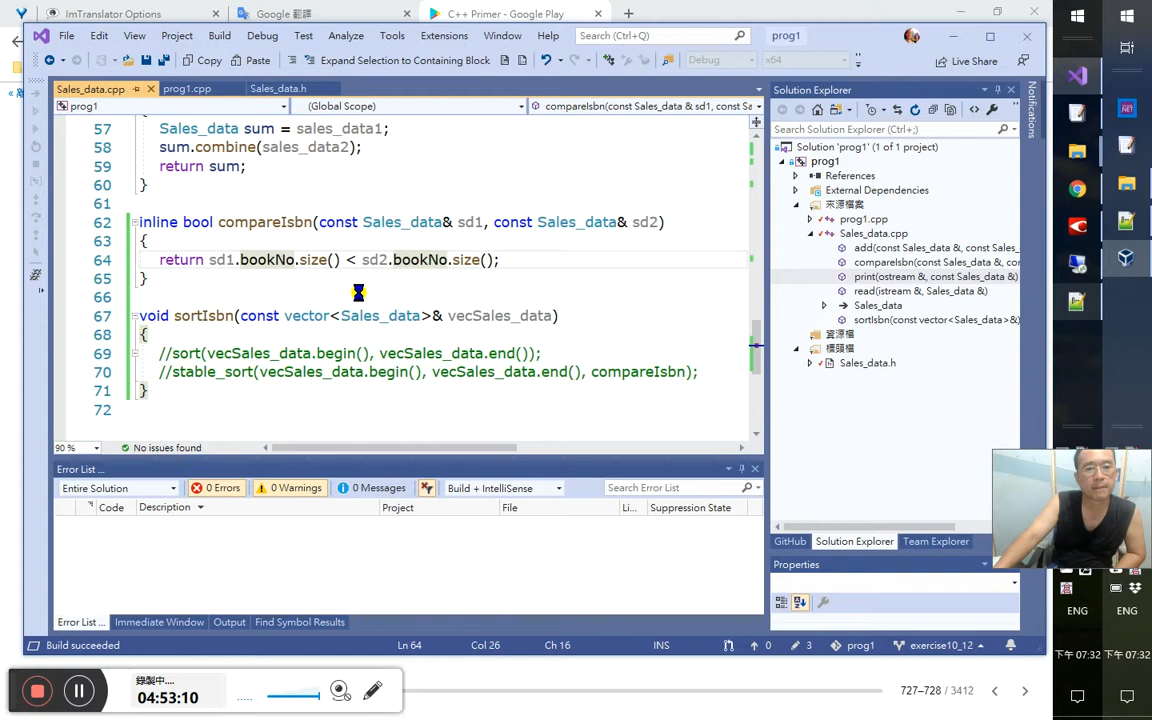 ImTranslator Options
Google 翻譯
C++ Primer - Google Play
File Edit View Project Build Debug Test Analyze Tools Extensions Window Help Search (Ctrl+Q) prog1
Copy Paste Expand Selection to Containing Block Debug x64 Live Share
Sales_data.cpp prog1.cpp Sales_data.h
prog1 (Global Scope) compareIsbn(const Sales_data & sd1, const Sa
57 Sales_data sum = sales_data1;
58 sum.combine(sales_data2);
59 return sum;
60 }
61
62 inline bool compareIsbn(const Sales_data& sd1, const Sales_data& sd2)
63 {
64 return sd1.bookNo.size() < sd2.bookNo.size();
65 }
66
67 void sortIsbn(const vector<Sales_data>& vecSales_data)
68 {
69 //sort(vecSales_data.begin(), vecSales_data.end());
70 //stable_sort(vecSales_data.begin(), vecSales_data.end(), compareIsbn);
71 }
72
90 % No issues found
Error List ...
Entire Solution 0 Errors 0 Warnings 0 Messages Build + IntelliSense Search Error List
Code Description Project File Li... Suppression State
Error List ... Immediate Window Output Find Symbol Results
Solution Explorer
Search Solution Explorer (Ctrl+;)
Solution 'prog1' (1 of 1 project)
prog1
References
External Dependencies
來源檔案
prog1.cpp
Sales_data.cpp
add(const Sales_data &, const Sa
compareIsbn(const Sales_data &
print(ostream &, const Sales_data &)
read(istream &, Sales_data &)
Sales_data
sortIsbn(const vector<Sales_data>&
資源檔
標頭檔
Sales_data.h
GitHub Solution Explorer Team Explorer
Properties
Notifications
Build succeeded Ln 64 Col 26 Ch 16 INS 0 3 prog1 exercise10_12
ENG ENG
下午 07:32 下午 07:32
錄製中....
04:53:10
727–728 / 3412